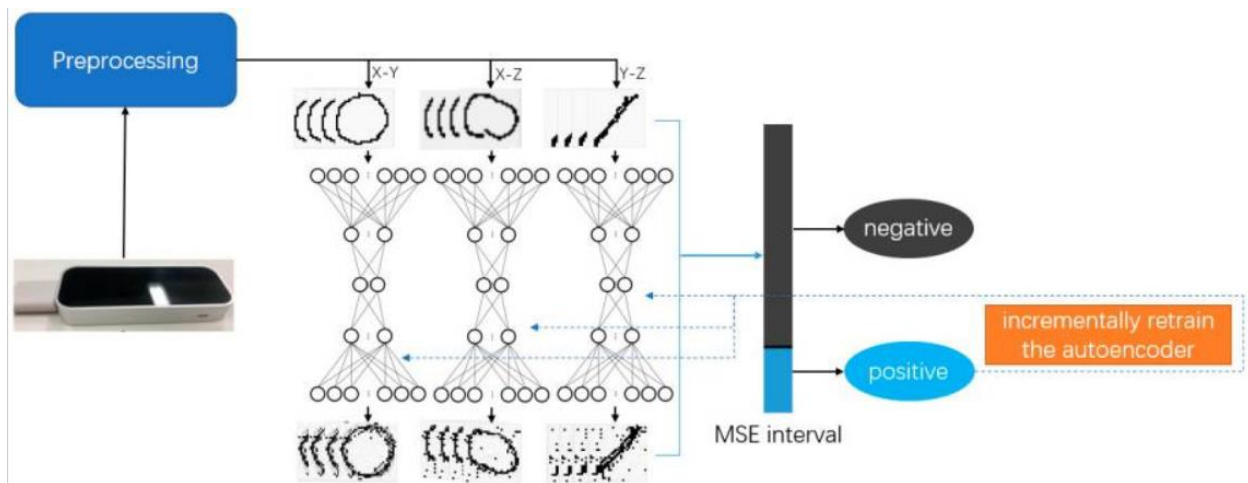 Preprocessing
X-Y
X-Z
Y-Z
negative
incrementally retrain
the autoencoder
positive
MSE interval